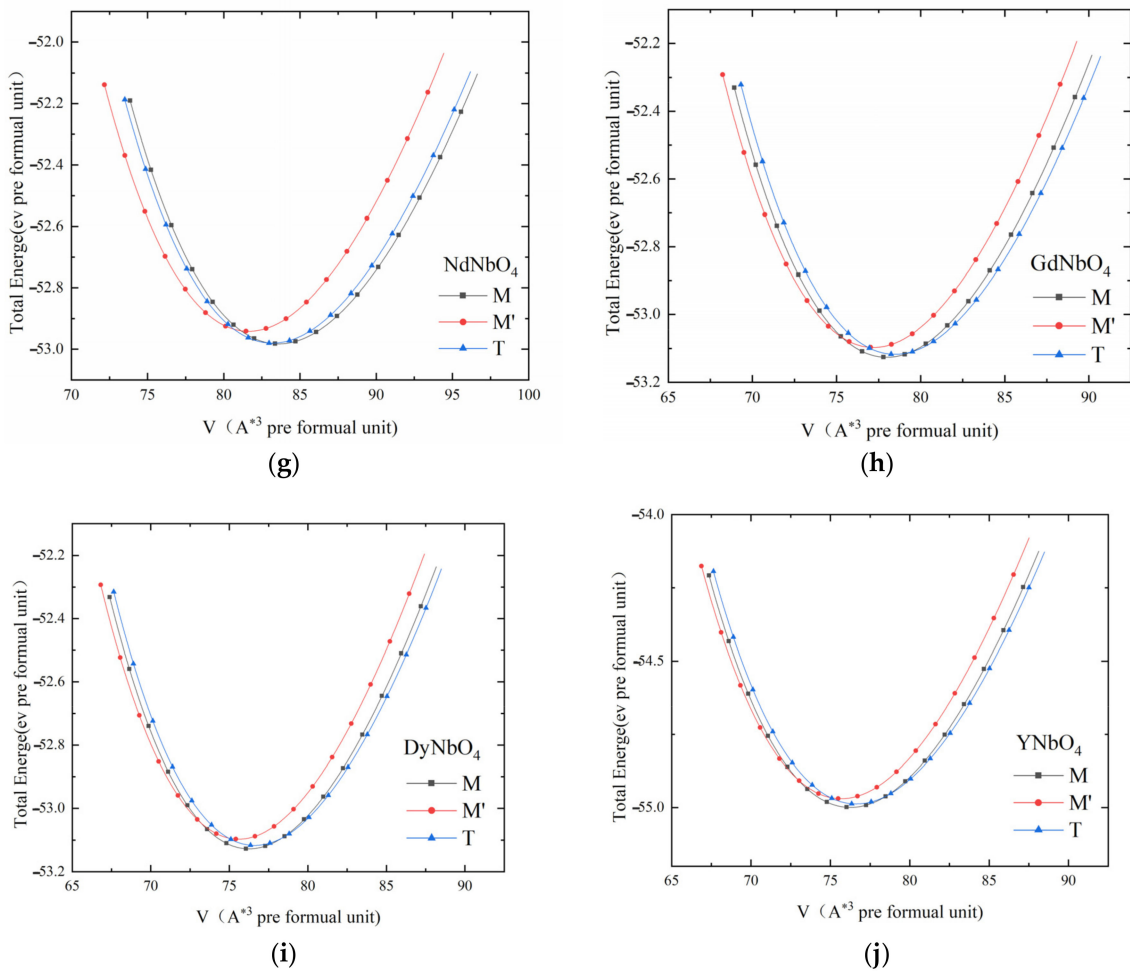 −52.0
−52.2
−52.4
−52.6
−52.8
−53.0
Total Energe(ev pre formual unit)
NdNbO4
M
M'
T
70 75 80 85 90 95 100
V（A*3 pre formual unit)
(g)
−52.2
−52.4
−52.6
−52.8
−53.0
−53.2
Total Energe(ev pre formual unit)
GdNbO4
M
M'
T
65 70 75 80 85 90
V（A*3 pre formual unit)
(h)
−52.2
−52.4
−52.6
−52.8
−53.0
−53.2
Total Energe(ev pre formual unit)
DyNbO4
M
M'
T
65 70 75 80 85 90
V（A*3 pre formual unit)
(i)
−54.0
−54.5
−55.0
Total Energe(ev pre formual unit)
YNbO4
M
M'
T
65 70 75 80 85 90
V（A*3 pre formual unit)
(j)